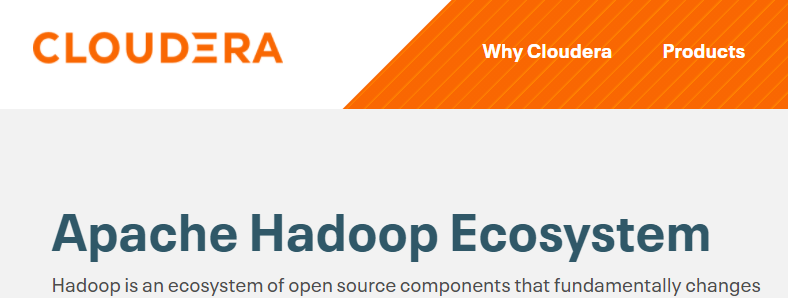 CLOUDERA
Why Cloudera Products
Apache Hadoop Ecosystem
Hadoop is an ecosystem of open source components that fundamentally changes